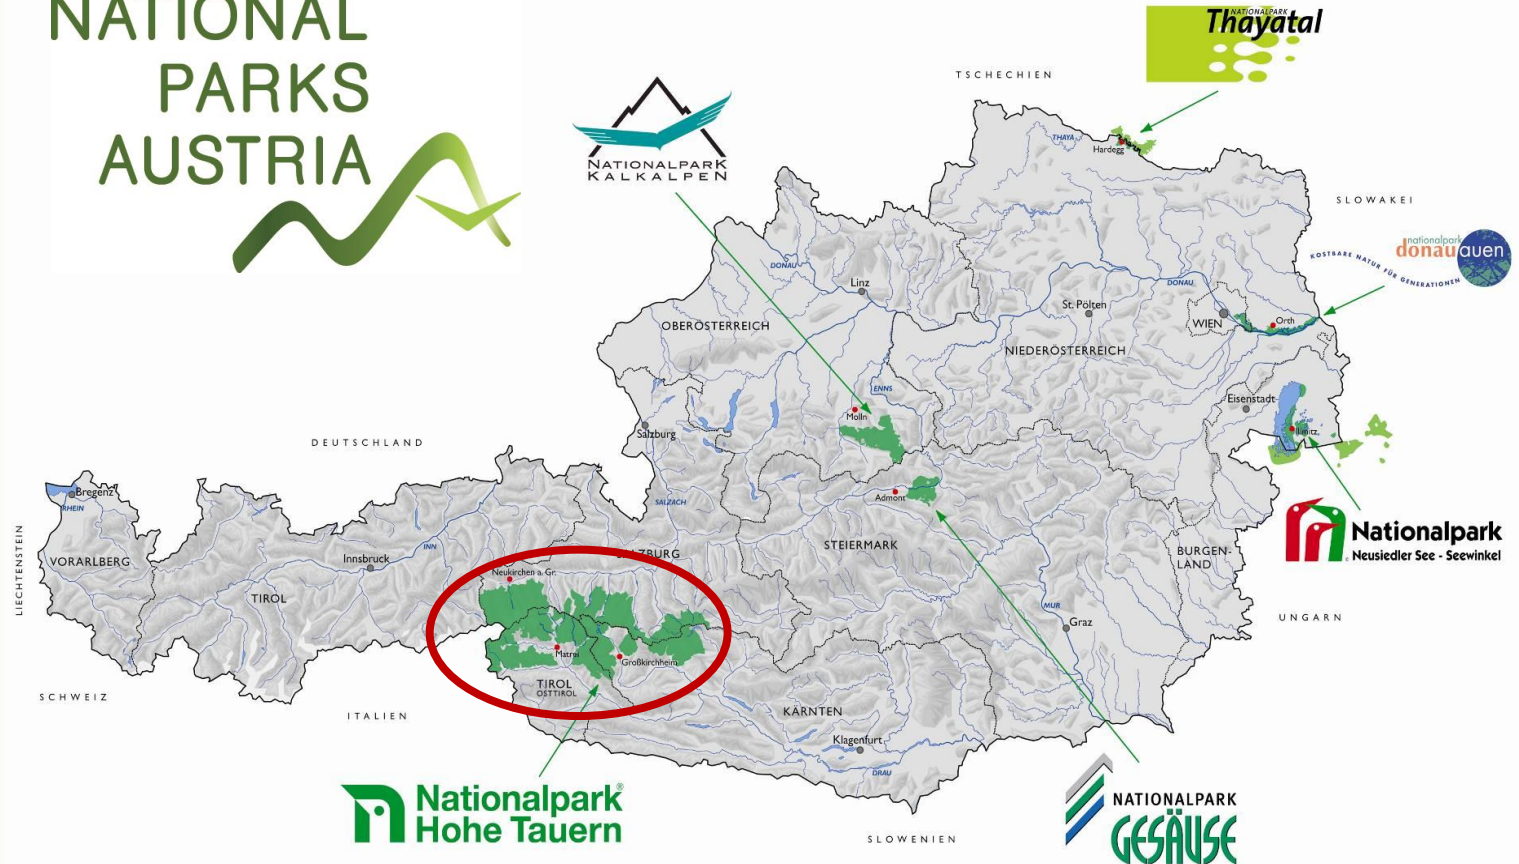 NATIONAL
PARKS
AUSTRIA
NATIONALPARK
Thayatal
TSCHECHIEN
NATIONALPARK
KALKALPEN
THAYA
Hardegg
SLOWAKEI
nationalpark
donauauen
KOSTBARE NATUR FÜR GENERATIONEN
DONAU
Linz
DONAU
St. Pölten
WIEN
Orth
OBERÖSTERREICH
NIEDERÖSTERREICH
ENNS
Molln
Eisenstadt
Illmitz
Salzburg
DEUTSCHLAND
Bregenz
RHEIN
SALZACH
Admont
Nationalpark
Neusiedler See - Seewinkel
LIECHTENSTEIN
VORARLBERG
Innsbruck
INN
SALZBURG
STEIERMARK
BURGEN-
LAND
Neukirchen a. Gr.
TIROL
MUR
Graz
UNGARN
Matrei
Großkirchheim
TIROL
OSTTIROL
SCHWEIZ
ITALIEN
KÄRNTEN
Klagenfurt
DRAU
Nationalpark®
Hohe Tauern
NATIONALPARK
GESÄUSE
SLOWENIEN